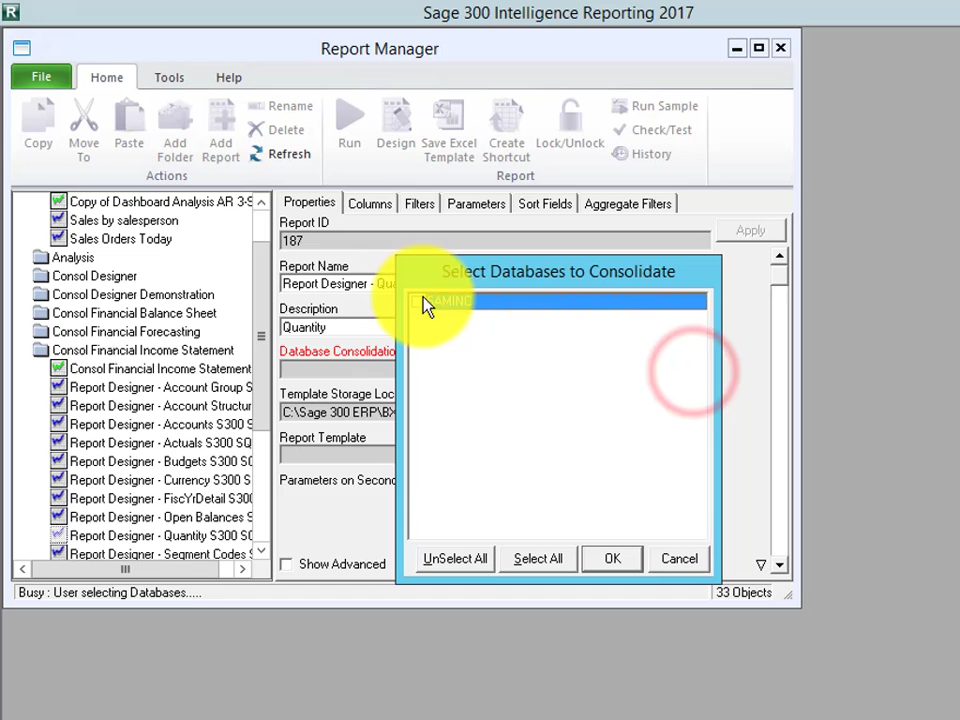 Sage 300 Intelligence Reporting 2017
Report Manager
File Home Tools Help
Copy
Move To
Paste
Add Folder
Add Report
Rename
Delete
Refresh
Actions
Run
Design
Save Excel Template
Create Shortcut
Lock/Unlock
Run Sample
Check/Test
History
Report
Copy of Dashboard Analysis AR 3-S
Sales by salesperson
Sales Orders Today
Analysis
Consol Designer
Consol Designer Demonstration
Consol Financial Balance Sheet
Consol Financial Forecasting
Consol Financial Income Statement
Consol Financial Income Statement
Report Designer - Account Group S
Report Designer - Account Structur
Report Designer - Accounts S300 S
Report Designer - Actuals S300 SQ
Report Designer - Budgets S300 SC
Report Designer - Currency S300 S
Report Designer - FiscYrDetail S300
Report Designer - Open Balances S
Report Designer - Quantity S300 SC
Report Designer - Segment Codes S
Properties Columns Filters Parameters Sort Fields Aggregate Filters
Report ID
187
Apply
Report Name
Report Designer - Qua
Description
Quantity
Database Consolidatio
Template Storage Loc
C:\Sage 300 ERP\BX
Report Template
Parameters on Secon
Show Advanced
Select Databases to Consolidate
UnSelect All Select All OK Cancel
Busy : User selecting Databases.....
33 Objects